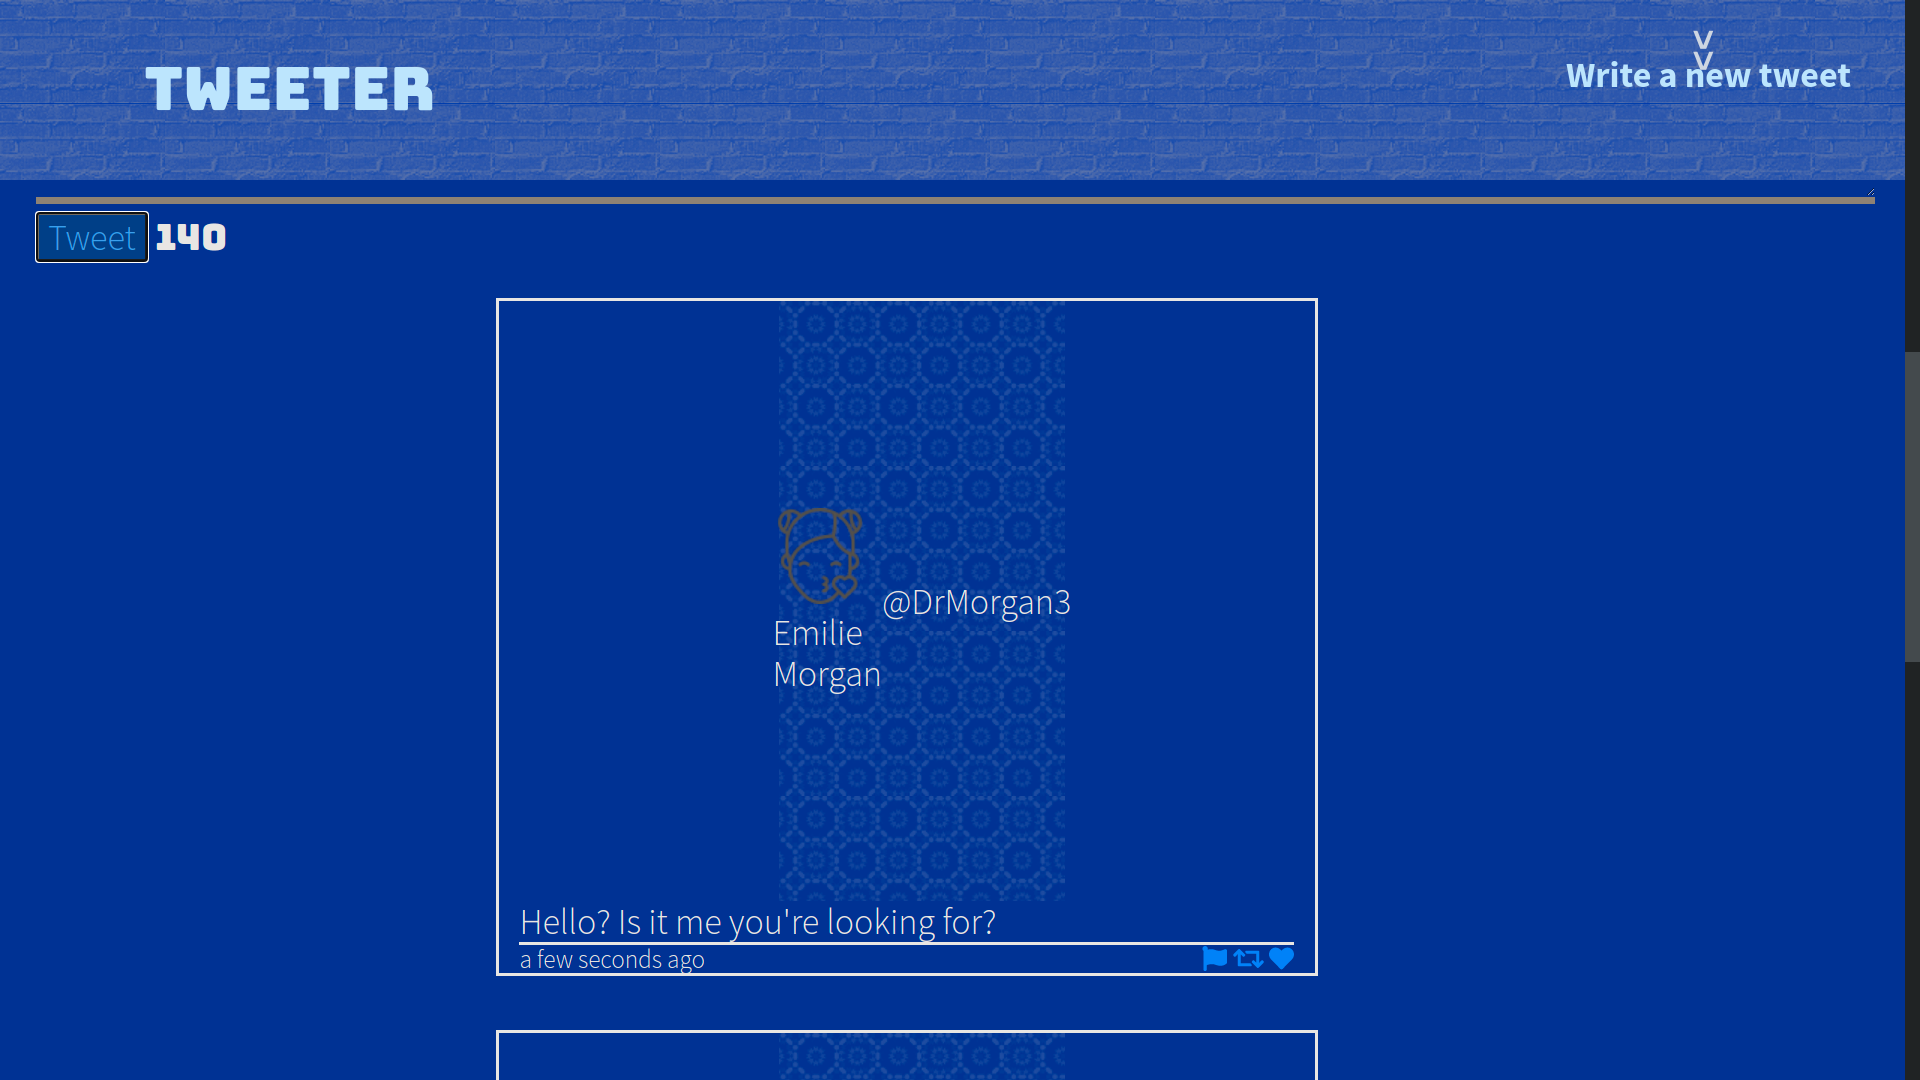 TWEETER
v
v
Write a new tweet
Tweet 140
@DrMorgan3
Emilie
Morgan
Hello? Is it me you're looking for?
a few seconds ago